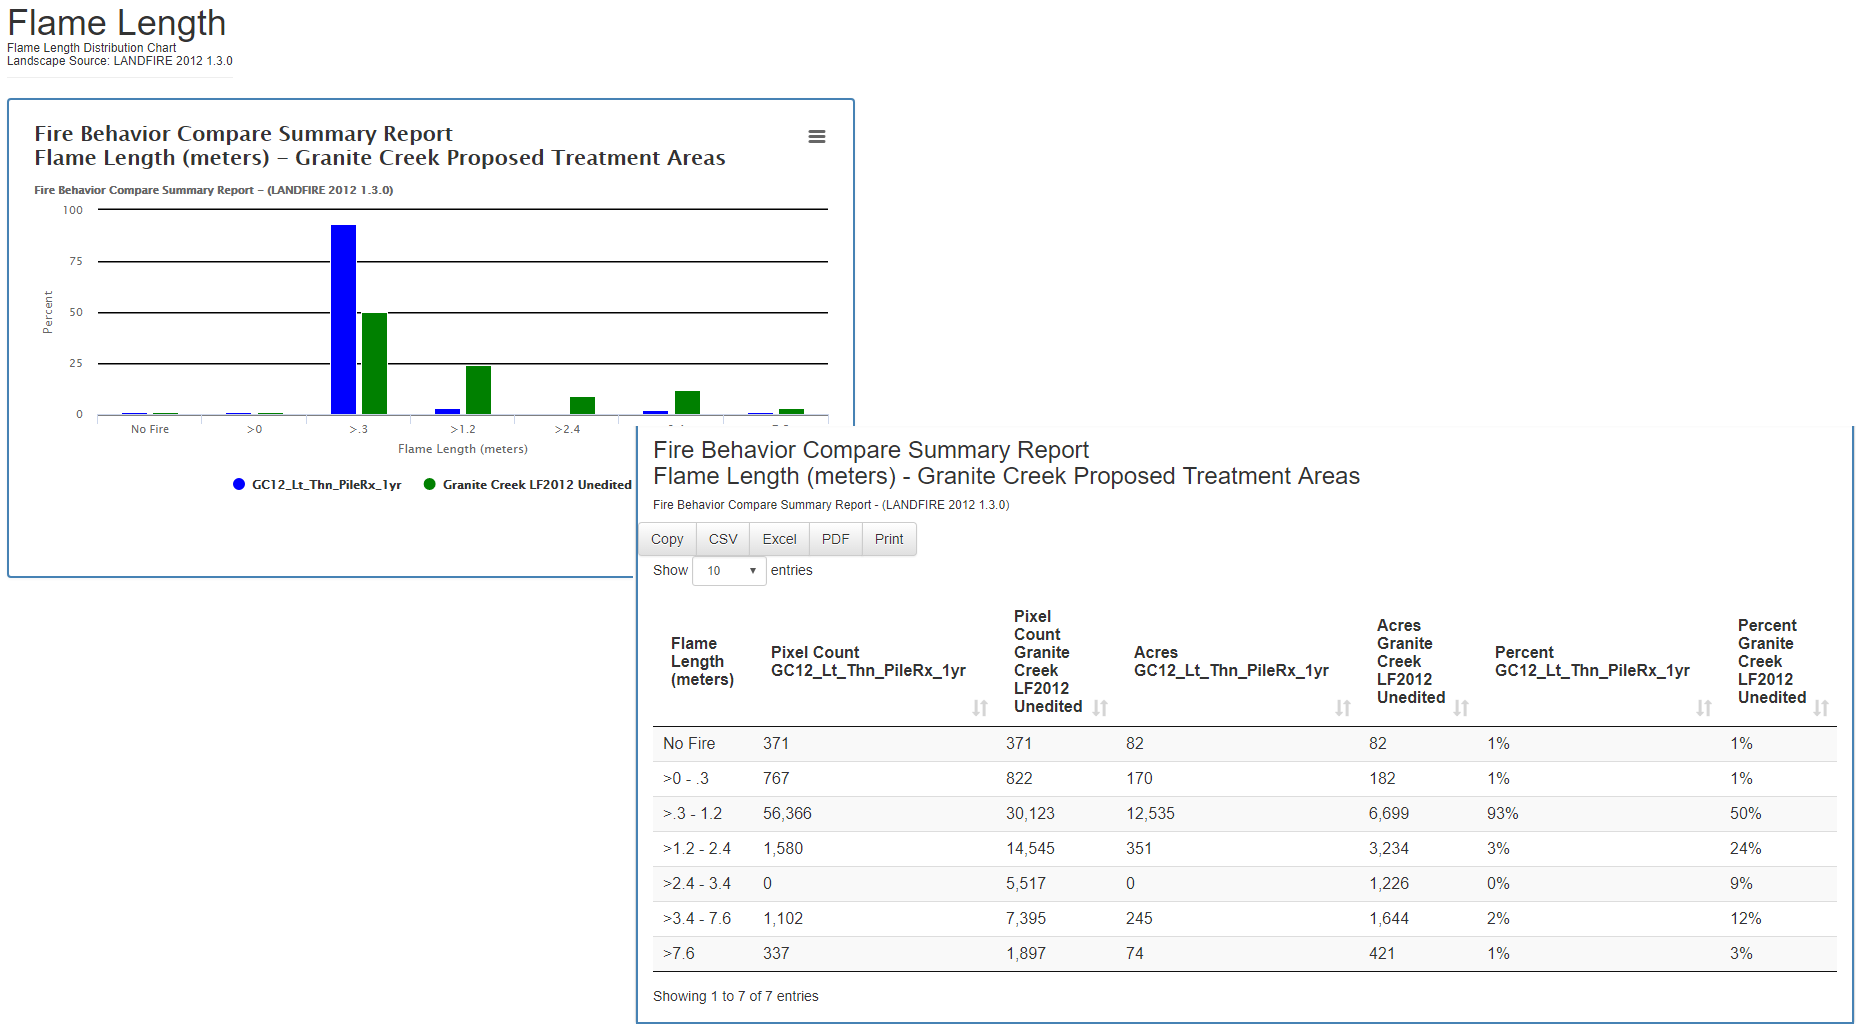 Flame Length
Flame Length Distribution Chart
Landscape Source: LANDFIRE 2012 1.3.0
Fire Behavior Compare Summary Report
Flame Length (meters) – Granite Creek Proposed Treatment Areas
Fire Behavior Compare Summary Report – (LANDFIRE 2012 1.3.0)
100
75
50
25
0
Percent
No Fire >0 >.3 >1.2 >2.4
Flame Length (meters)
GC12_Lt_Thn_PileRx_1yr Granite Creek LF2012 Unedited
Fire Behavior Compare Summary Report
Flame Length (meters) - Granite Creek Proposed Treatment Areas
Fire Behavior Compare Summary Report - (LANDFIRE 2012 1.3.0)
Copy CSV Excel PDF Print
Show 10 entries
Flame
Length
(meters)
Pixel Count
GC12_Lt_Thn_PileRx_1yr
Pixel
Count
Granite
Creek
LF2012
Unedited
Acres
GC12_Lt_Thn_PileRx_1yr
Acres
Granite
Creek
LF2012
Unedited
Percent
GC12_Lt_Thn_PileRx_1yr
Percent
Granite
Creek
LF2012
Unedited
No Fire 371 371 82 82 1% 1%
>0 - .3 767 822 170 182 1% 1%
>.3 - 1.2 56,366 30,123 12,535 6,699 93% 50%
>1.2 - 2.4 1,580 14,545 351 3,234 3% 24%
>2.4 - 3.4 0 5,517 0 1,226 0% 9%
>3.4 - 7.6 1,102 7,395 245 1,644 2% 12%
>7.6 337 1,897 74 421 1% 3%
Showing 1 to 7 of 7 entries